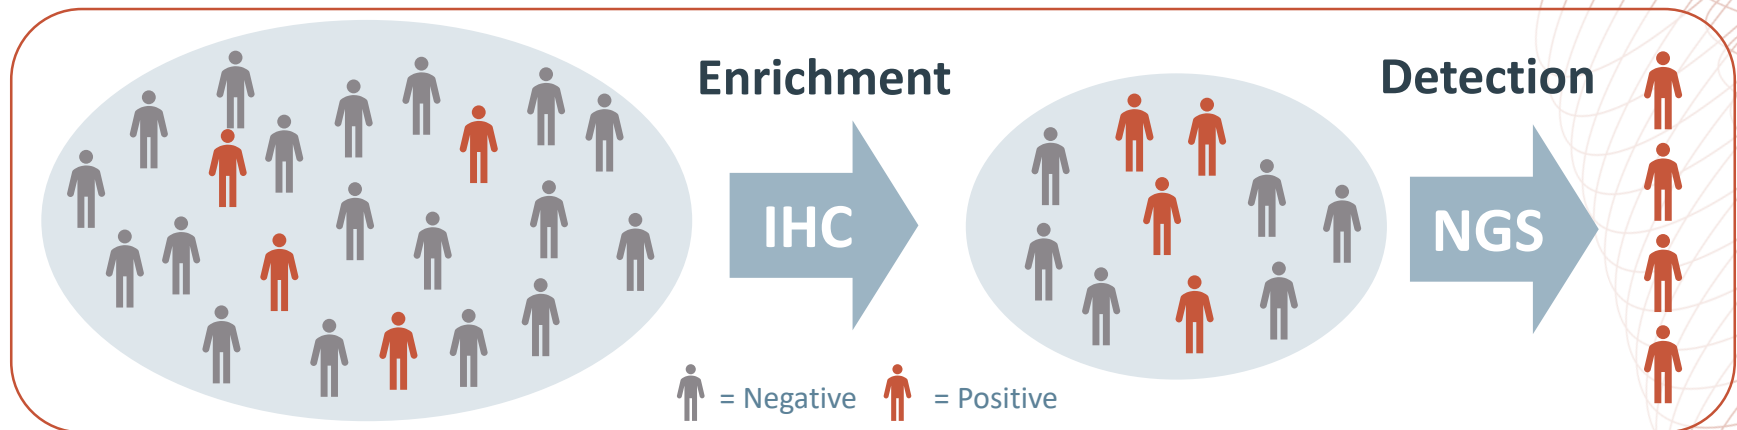 Enrichment
Detection
IHC
NGS
= Negative
= Positive